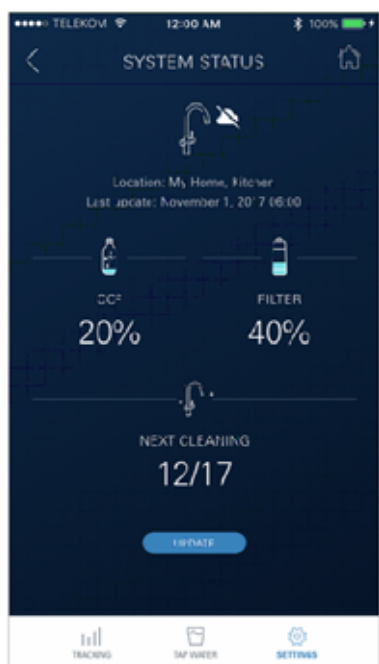 TELEKOM 12:00 AM 100%
SYSTEM STATUS
Location: My Home, Kitchen
Last update: November 1, 2017 06:00
CO² FILTER
20% 40%
NEXT CLEANING
12/17
UPDATE
TRACKING TAP WATER SETTINGS